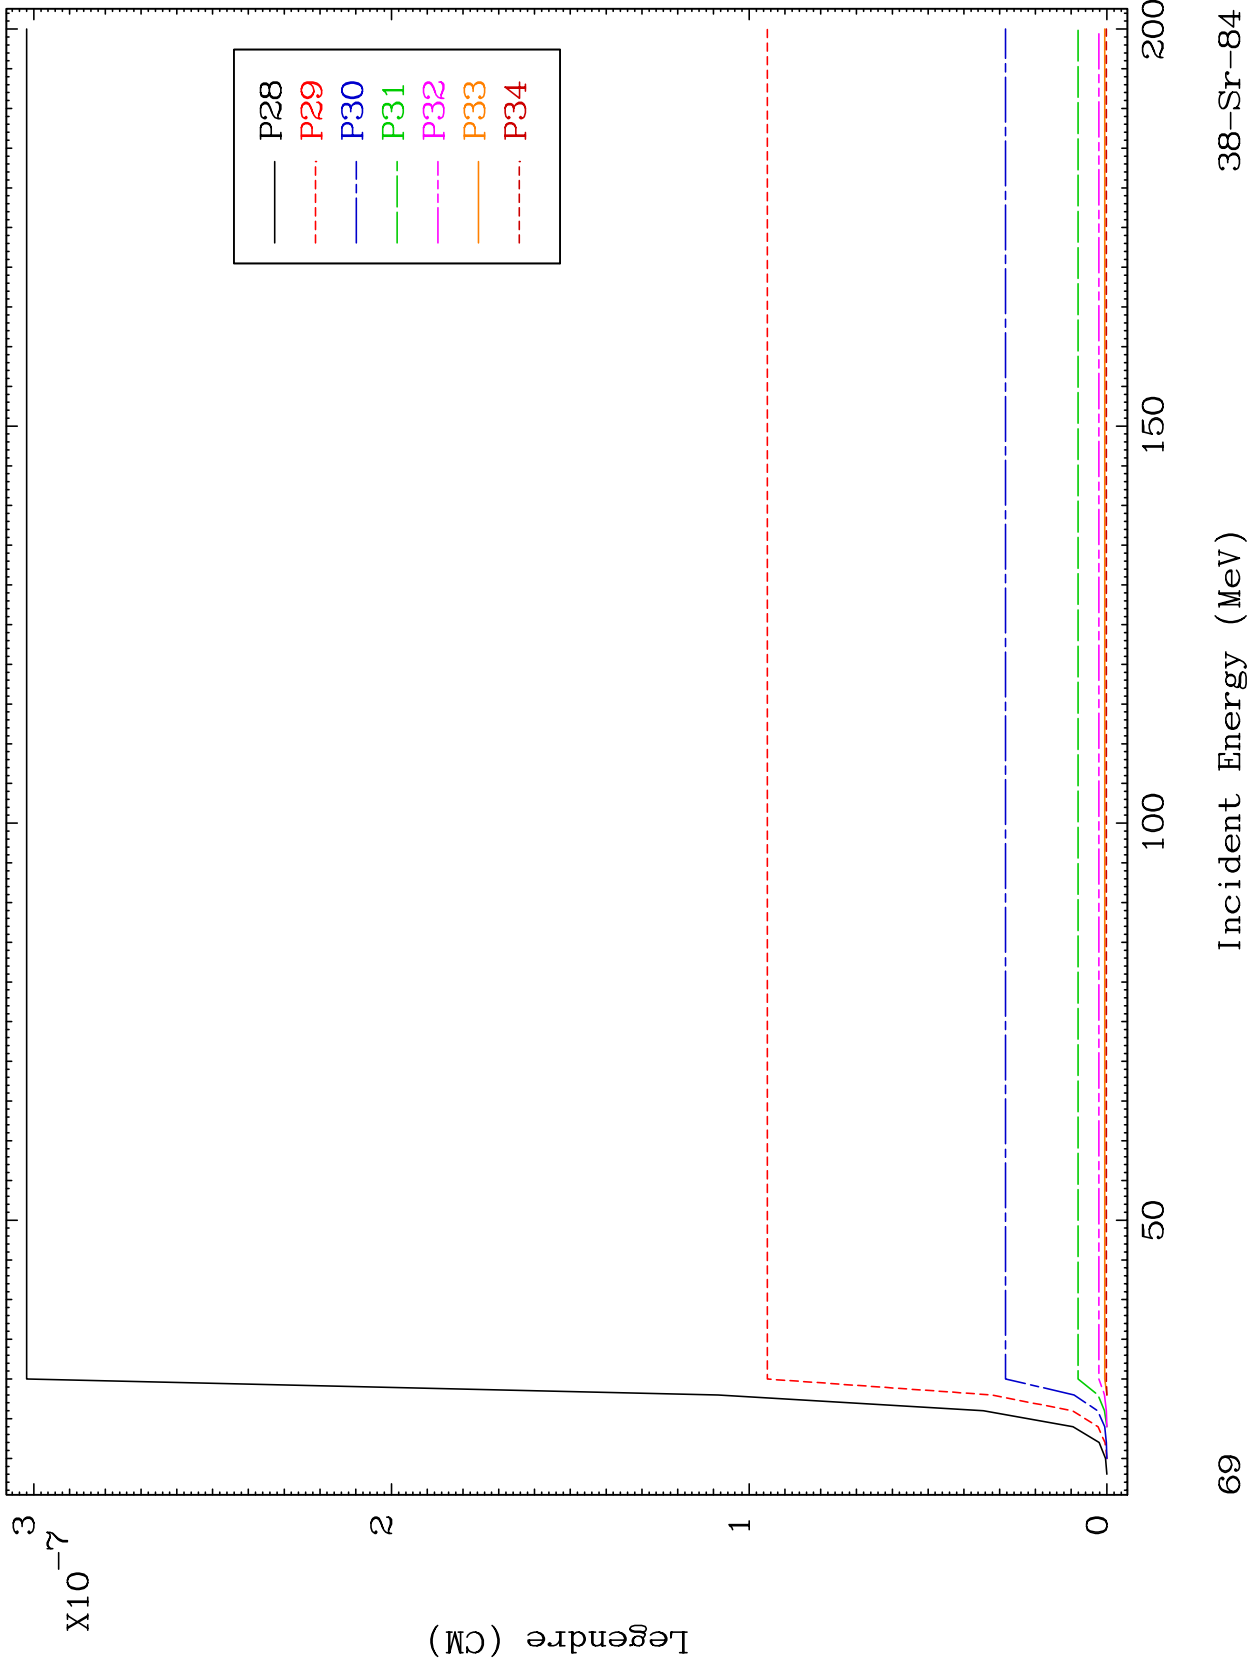 X10-7
3
2
1
0
Legendre (CM)
P28
P29
P30
P31
P32
P33
P34
50
100
150
200
Incident Energy (MeV)
69
38-Sr-84